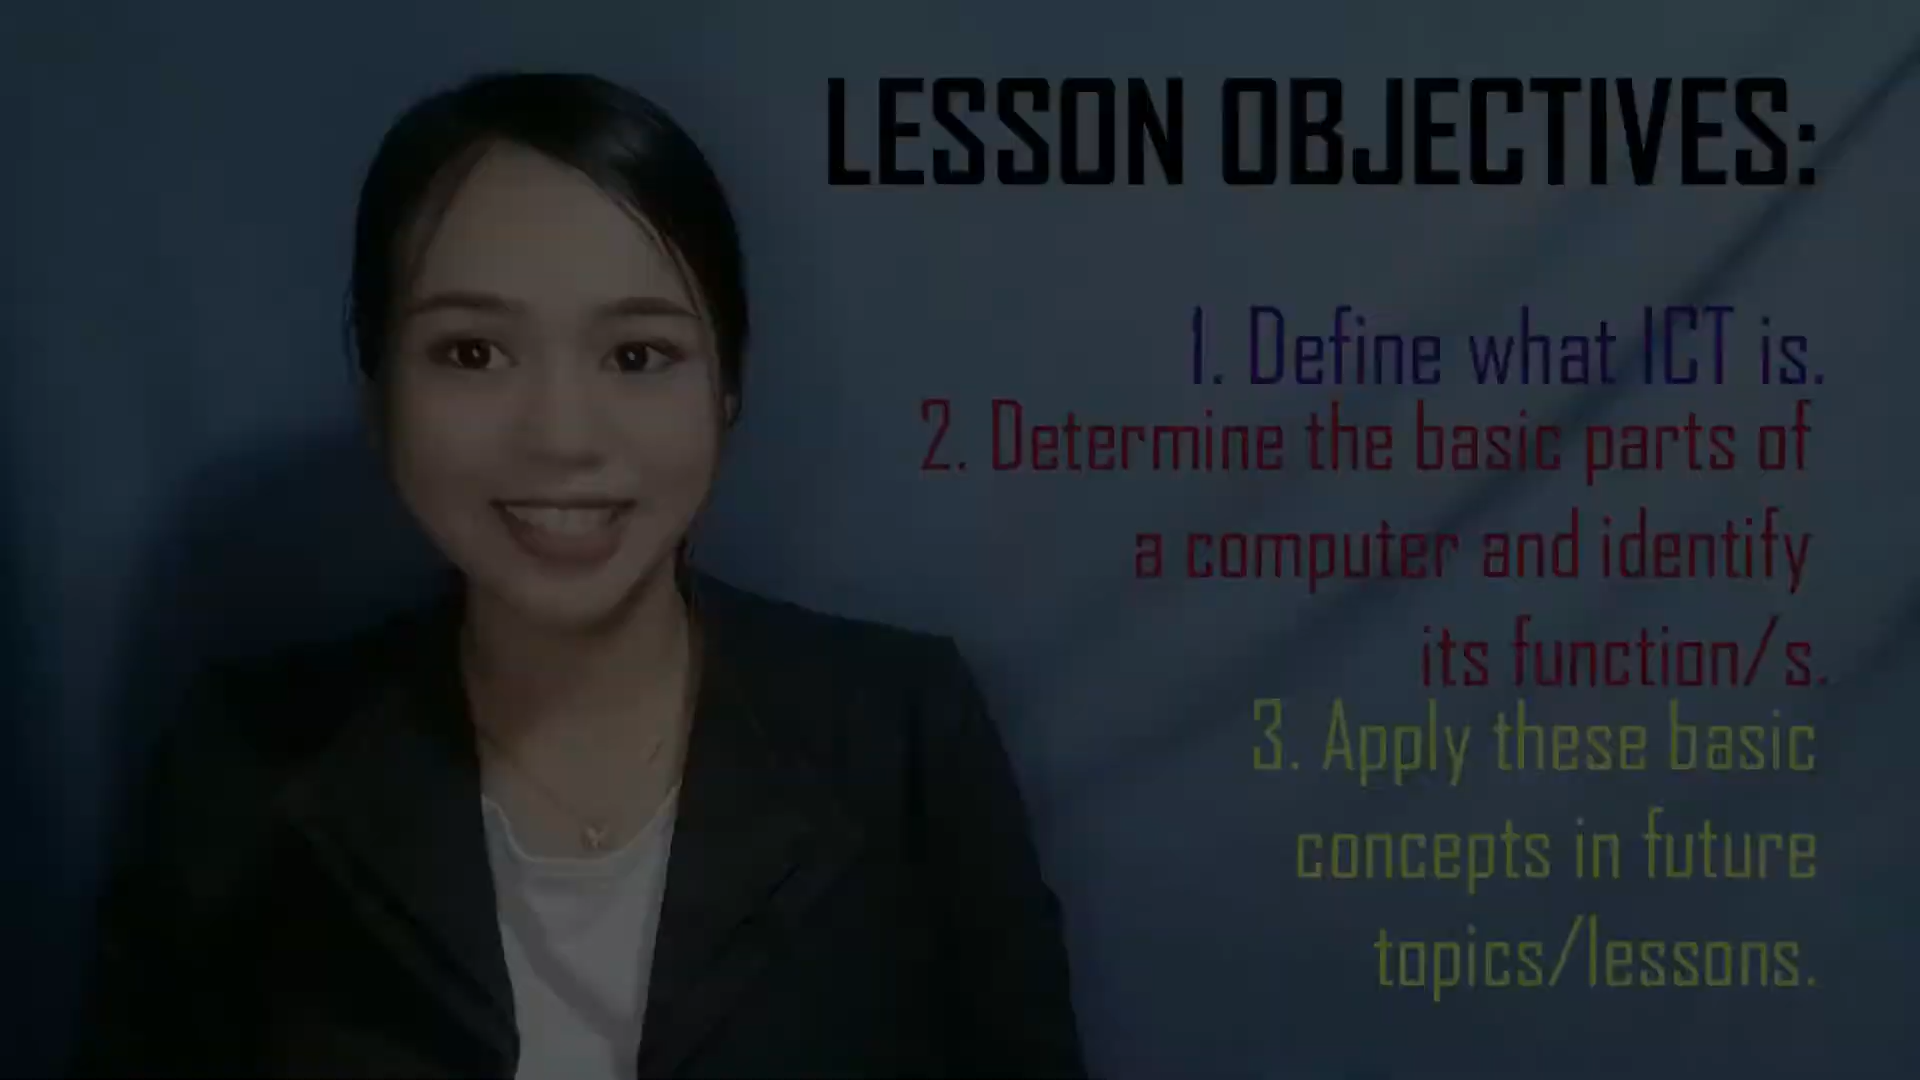 LESSON OBJECTIVES:
1. Define what ICT is.
2. Determine the basic parts of
a computer and identify
its function/s.
3. Apply these basic
concepts in future
topics/lessons.